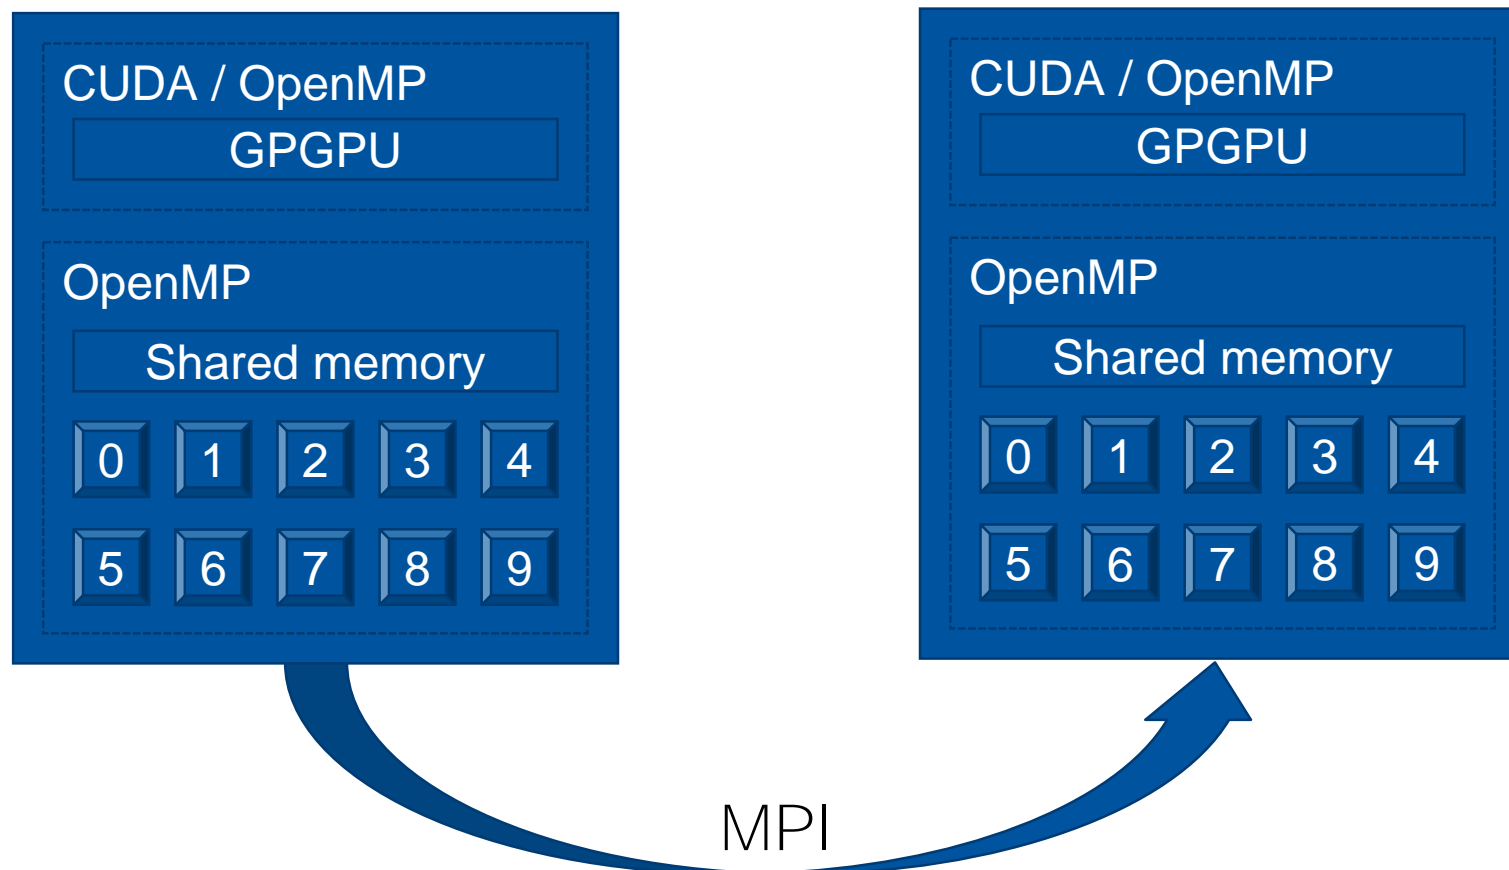 CUDA / OpenMP
GPGPU
OpenMP
Shared memory
0 1 2 3 4
5 6 7 8 9
CUDA / OpenMP
GPGPU
OpenMP
Shared memory
0 1 2 3 4
5 6 7 8 9
MPI